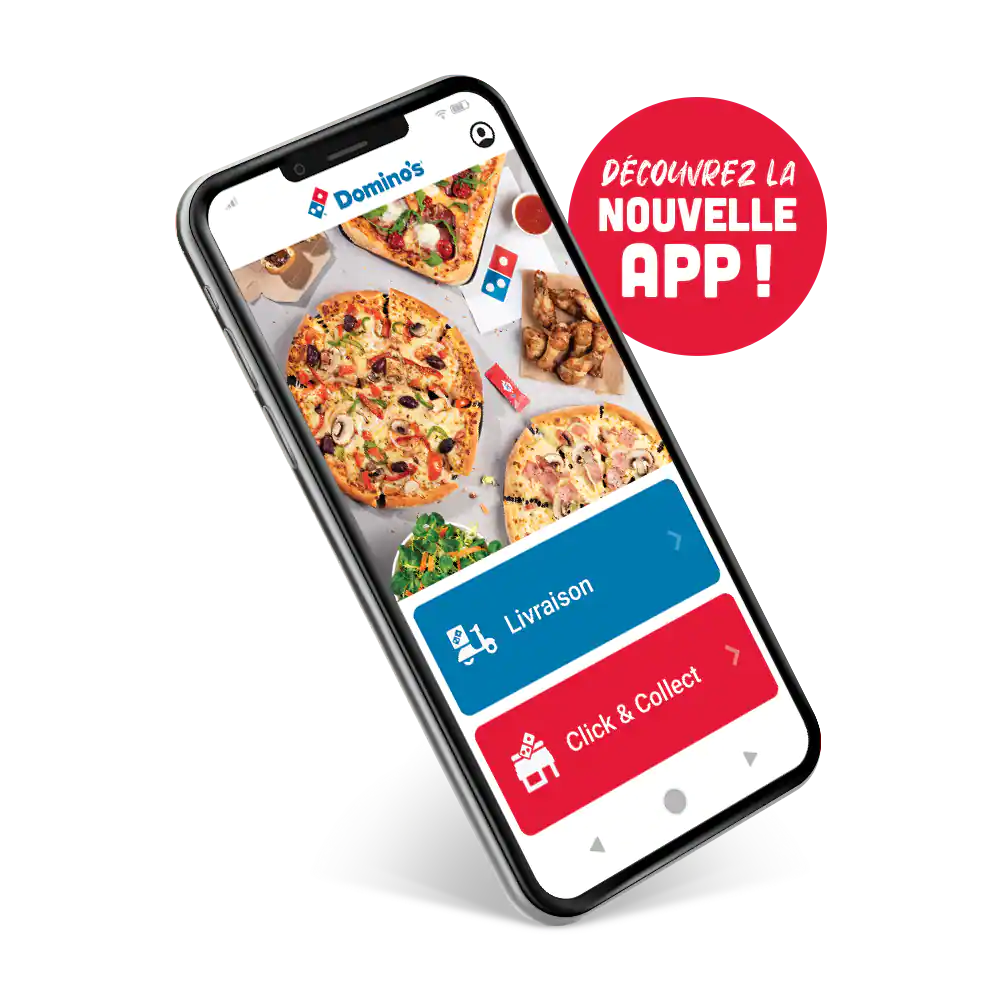 Domino's
DÉCOUVREZ LA
NOUVELLE
APP !
Livraison
Click & Collect